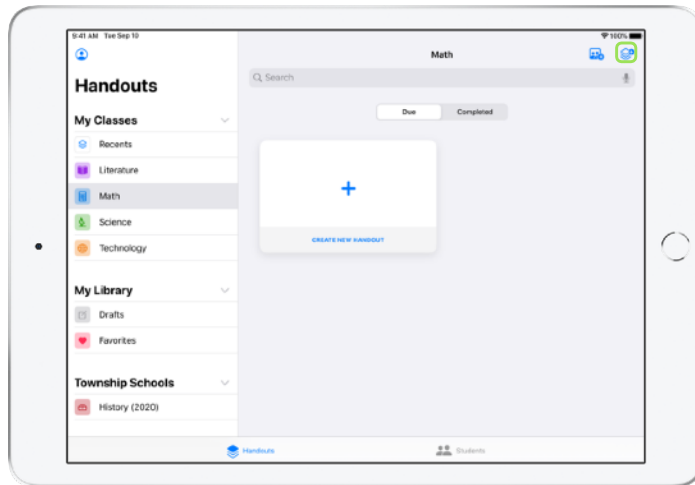 9:41 AM Tue Sep 10
100%
Math
Handouts
Search
Due
Completed
My Classes
Recents
Literature
Math
Science
Technology
CREATE NEW HANDOUT
My Library
Drafts
Favorites
Township Schools
History (2020)
Handouts
Students